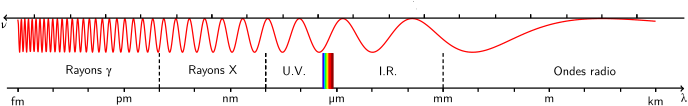 ν
Rayons γ Rayons X U.V. I.R. Ondes radio
fm pm nm μm mm m km λ